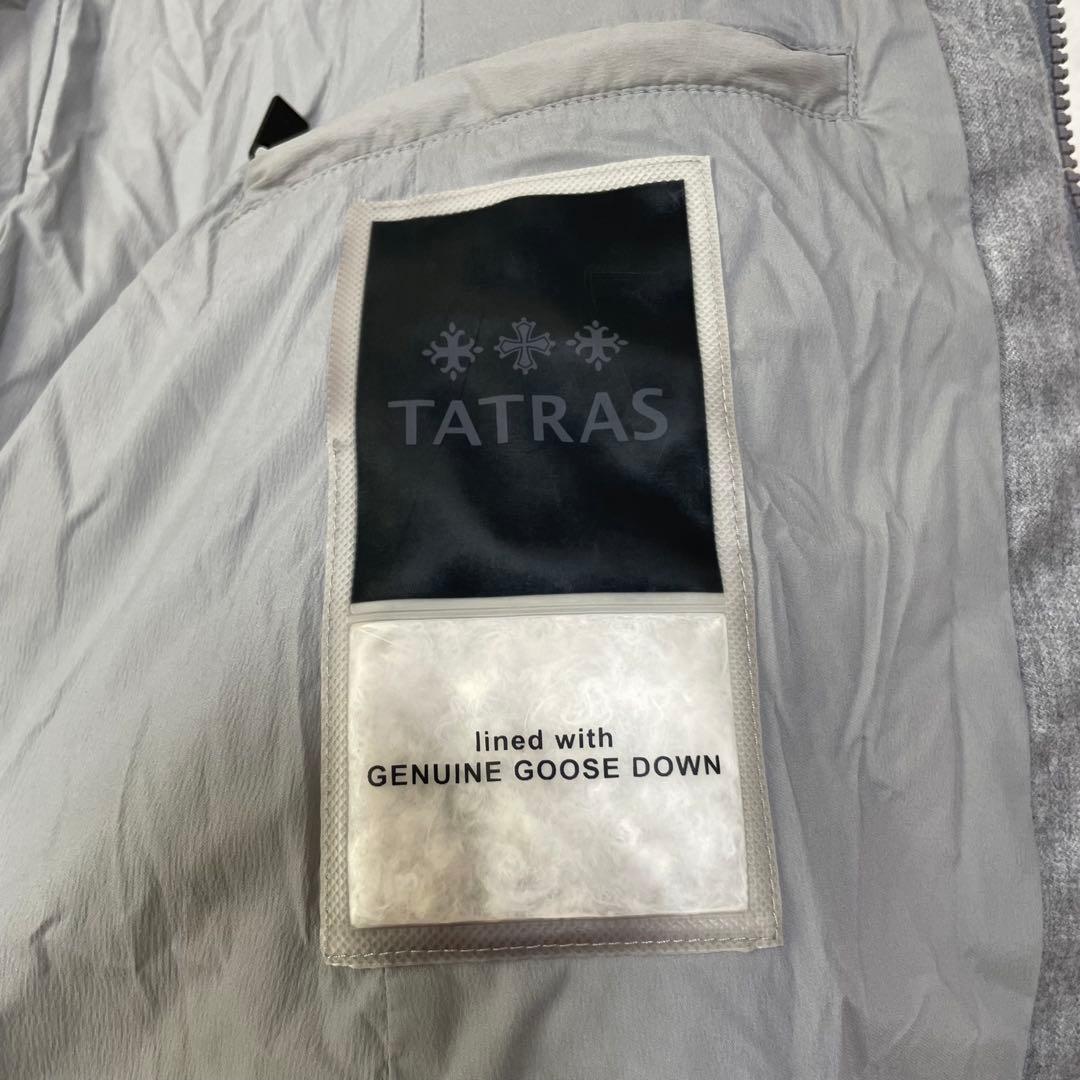 TATRAS
lined with
GENUINE GOOSE DOWN